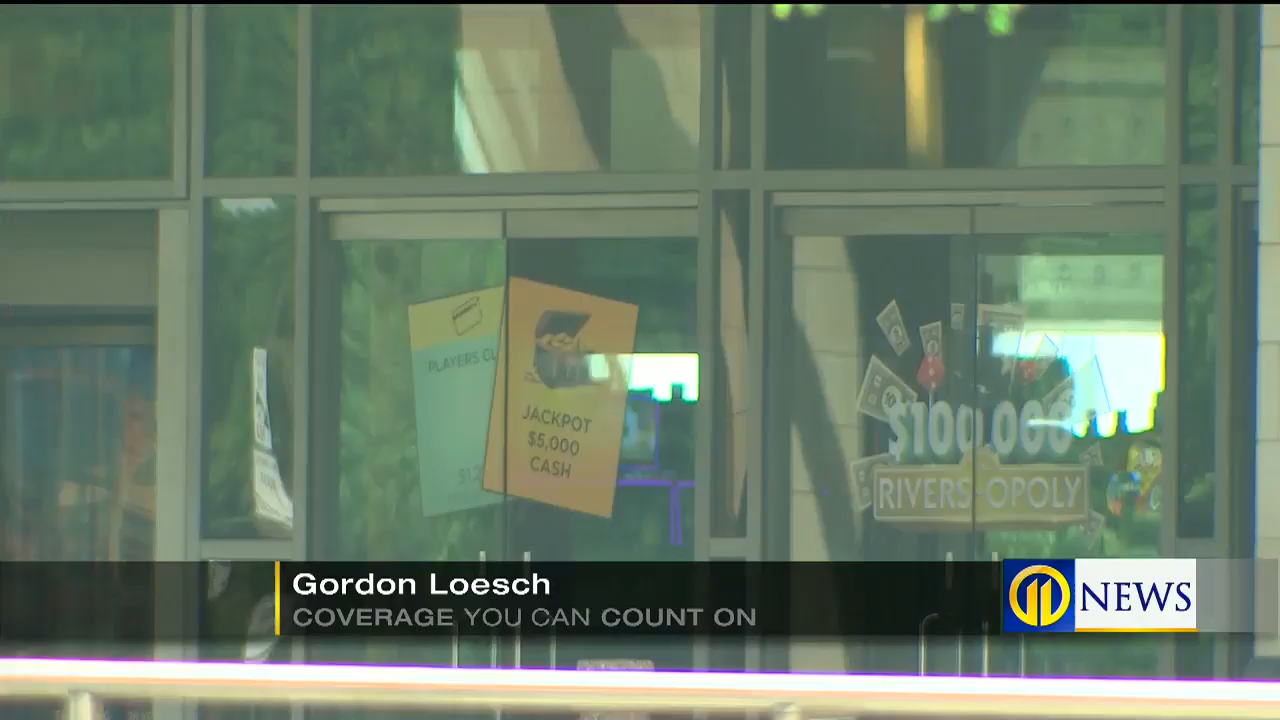 PLAYERS CL
$1,
JACKPOT
$5,000
CASH
$100,000
RIVERS-OPOLY
Gordon Loesch
COVERAGE YOU CAN COUNT ON
11 NEWS